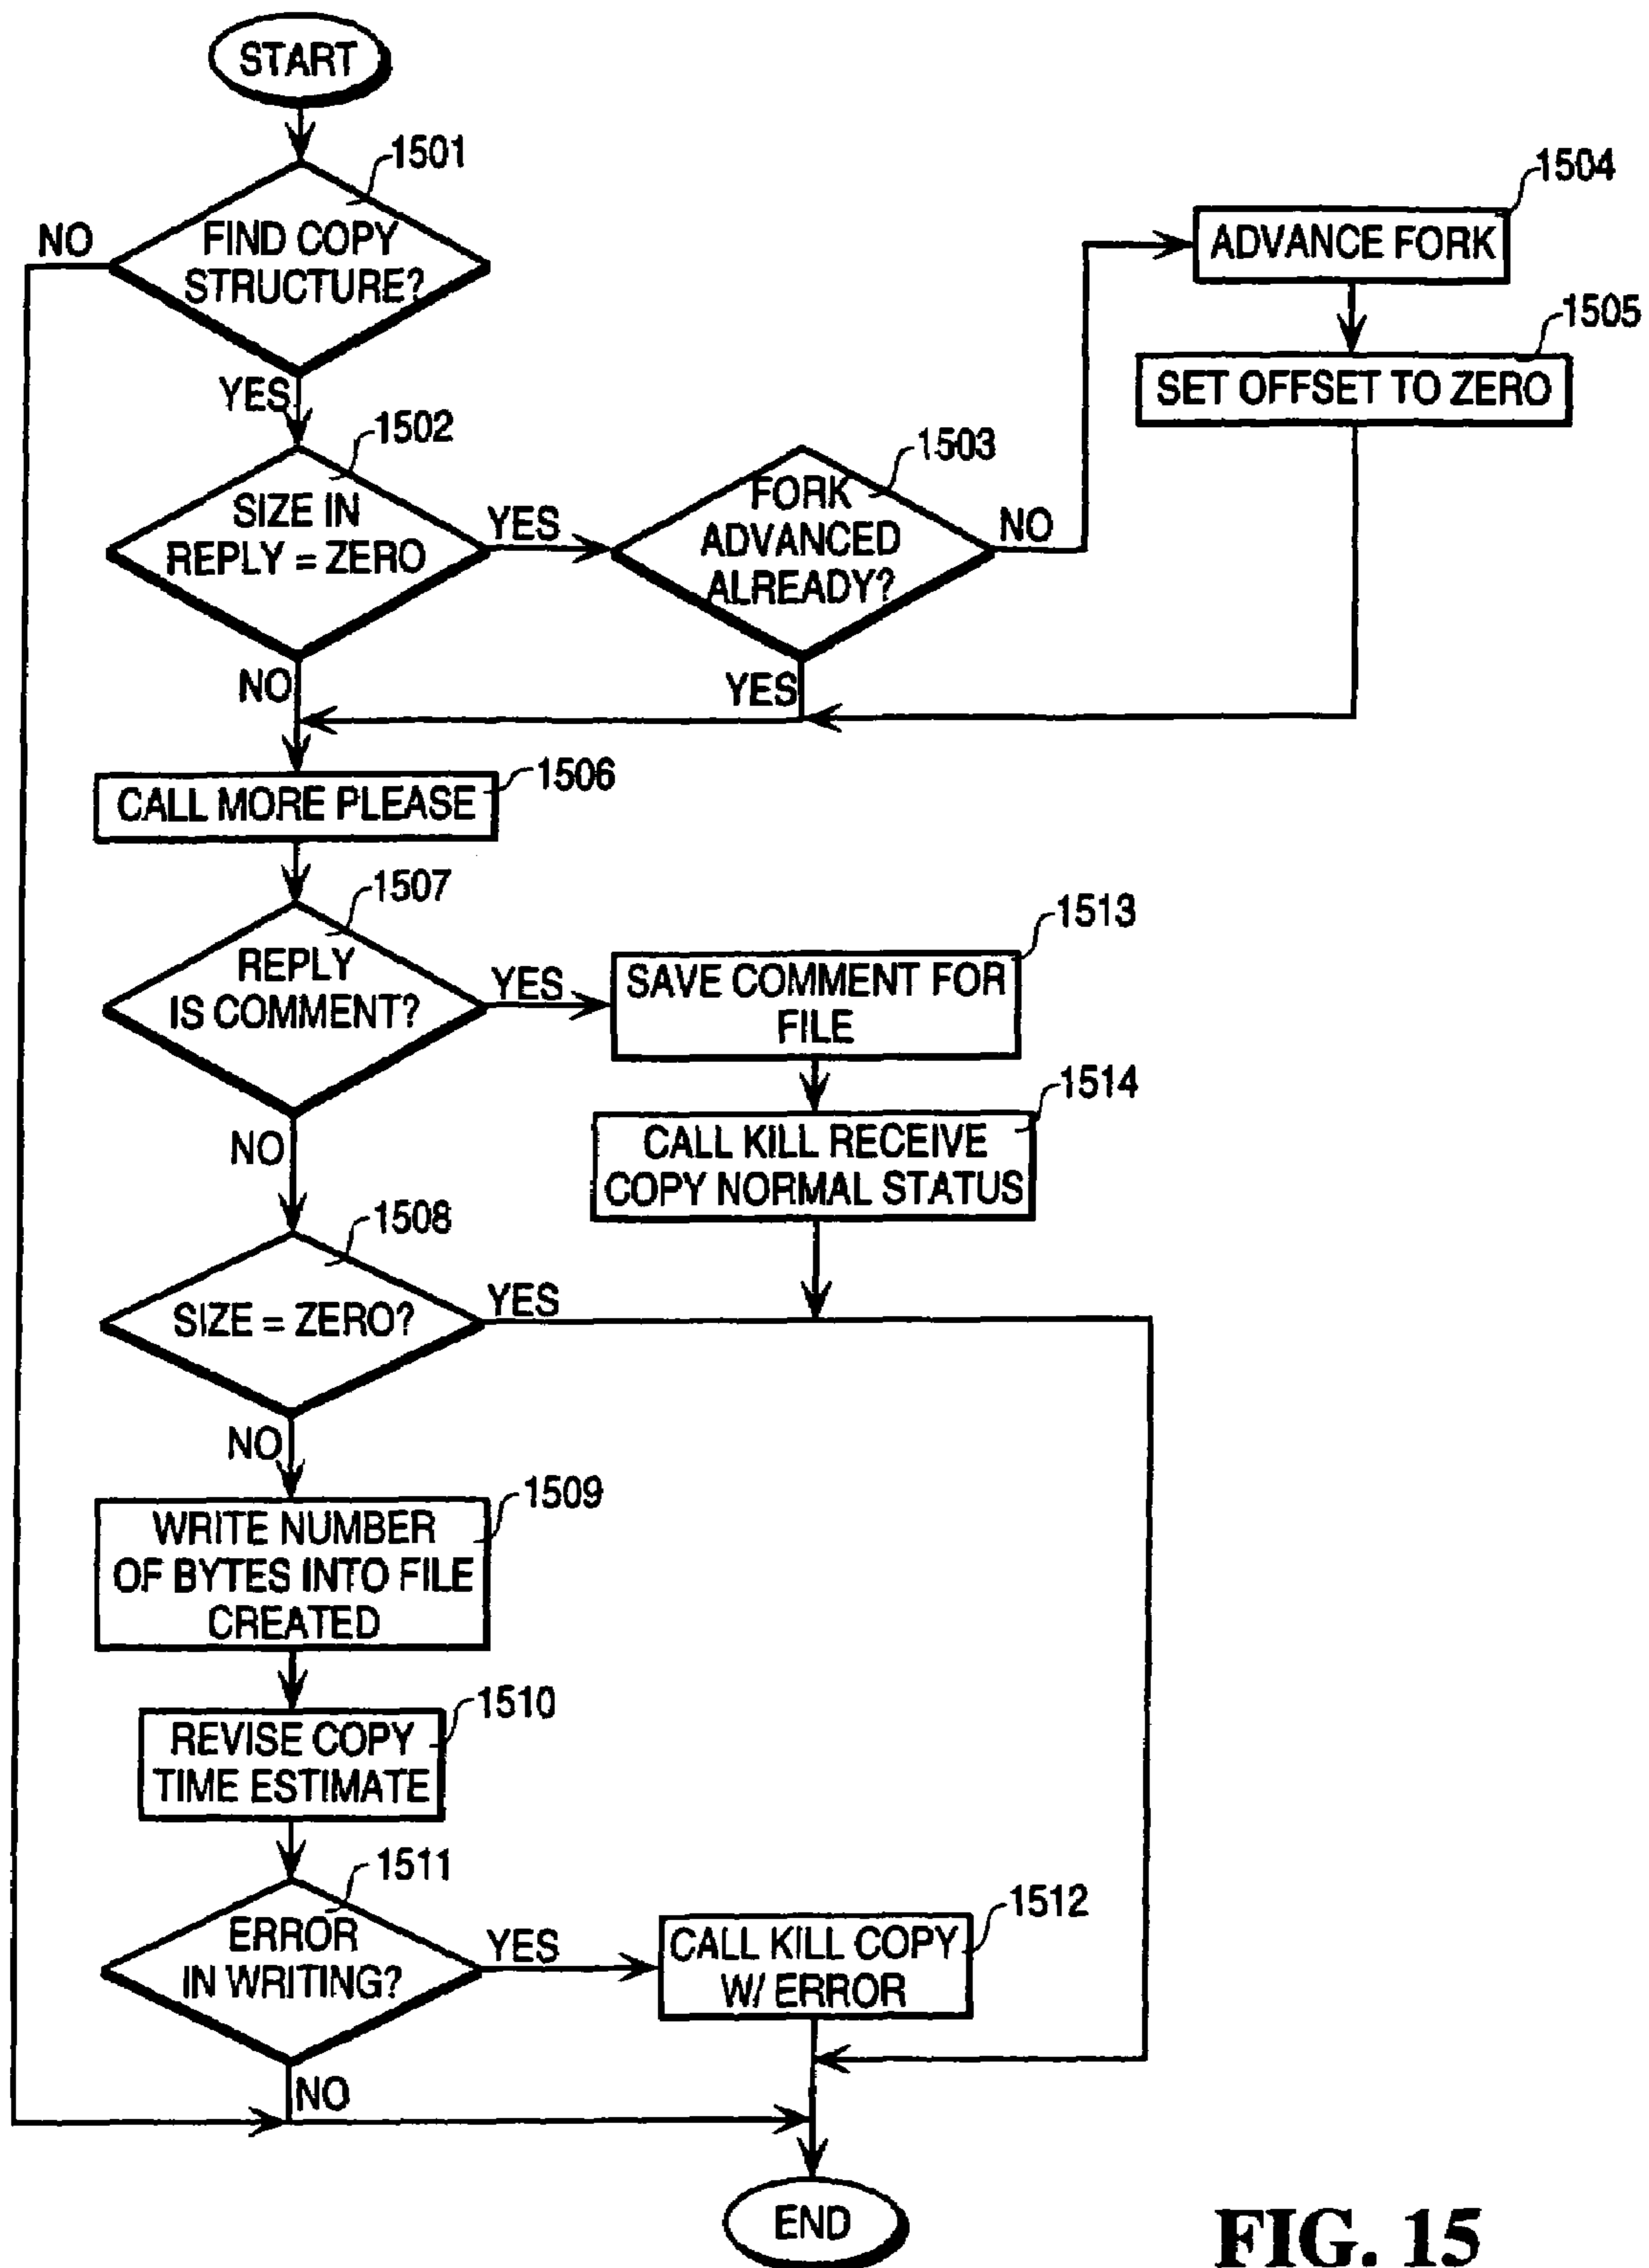 START
1501
FIND COPY
STRUCTURE?
NO
YES
1502
SIZE IN
REPLY = ZERO
YES
NO
1503
FORK
ADVANCED
ALREADY?
NO
YES
1504
ADVANCE FORK
1505
SET OFFSET TO ZERO
1506
CALL MORE PLEASE
1507
REPLY
IS COMMENT?
YES
NO
1513
SAVE COMMENT FOR
FILE
1514
CALL KILL RECEIVE
COPY NORMAL STATUS
1508
SIZE = ZERO?
YES
NO
1509
WRITE NUMBER
OF BYTES INTO FILE
CREATED
1510
REVISE COPY
TIME ESTIMATE
1511
ERROR
IN WRITING?
YES
NO
1512
CALL KILL COPY
W/ ERROR
END
FIG. 15